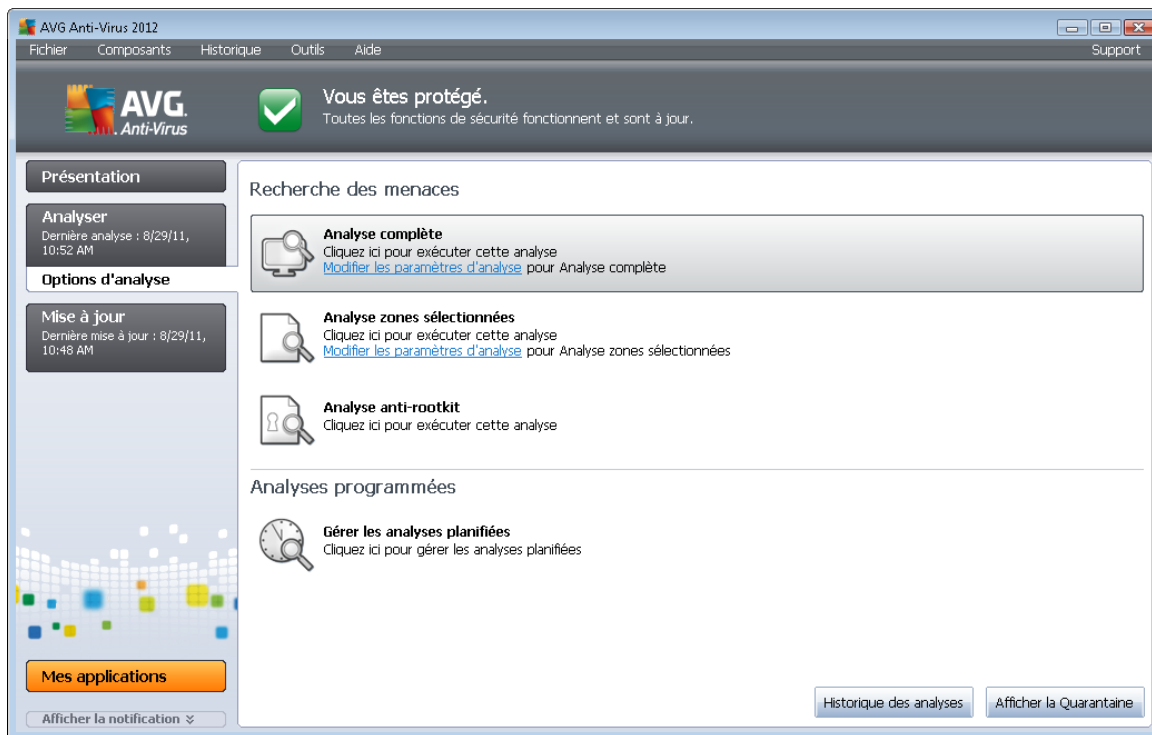 AVG Anti-Virus 2012
Fichier Composants Historique Outils Aide Support
AVG.
Anti-Virus
Vous êtes protégé.
Toutes les fonctions de sécurité fonctionnent et sont à jour.
Présentation
Analyser
Dernière analyse : 8/29/11,
10:52 AM
Options d'analyse
Mise à jour
Dernière mise à jour : 8/29/11,
10:48 AM
Mes applications
Afficher la notification
Recherche des menaces
Analyse complète
Cliquez ici pour exécuter cette analyse
Modifier les paramètres d'analyse pour Analyse complète
Analyse zones sélectionnées
Cliquez ici pour exécuter cette analyse
Modifier les paramètres d'analyse pour Analyse zones sélectionnées
Analyse anti-rootkit
Cliquez ici pour exécuter cette analyse
Analyses programmées
Gérer les analyses planifiées
Cliquez ici pour gérer les analyses planifiées
Historique des analyses
Afficher la Quarantaine